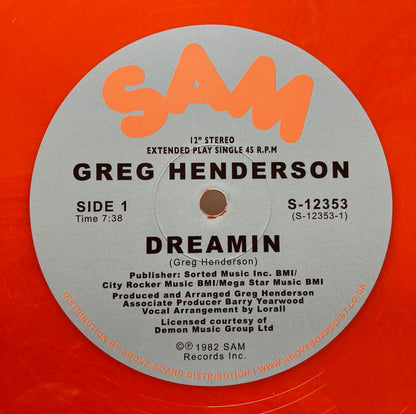 SAM
12" STEREO
EXTENDED PLAY SINGLE 45 R.P.M
GREG HENDERSON
SIDE 1
Time 7:38
S-12353
(S-12353-1)
DREAMIN
(Greg Henderson)
Publisher: Sorted Music Inc. BMI/
City Rocker Music BMI/Mega Star Music BMI
Produced and Arranged Greg Henderson
Associate Producer Barry Yearwood
Vocal Arrangement by Lorall
Licensed courtesy of
Demon Music Group Ltd
©℗ 1982 SAM
Records Inc.
DISTRIBUTION BY ABOVE BOARD DISTRIBUTION | WWW.ABOVEBOARDDIST.CO.UK